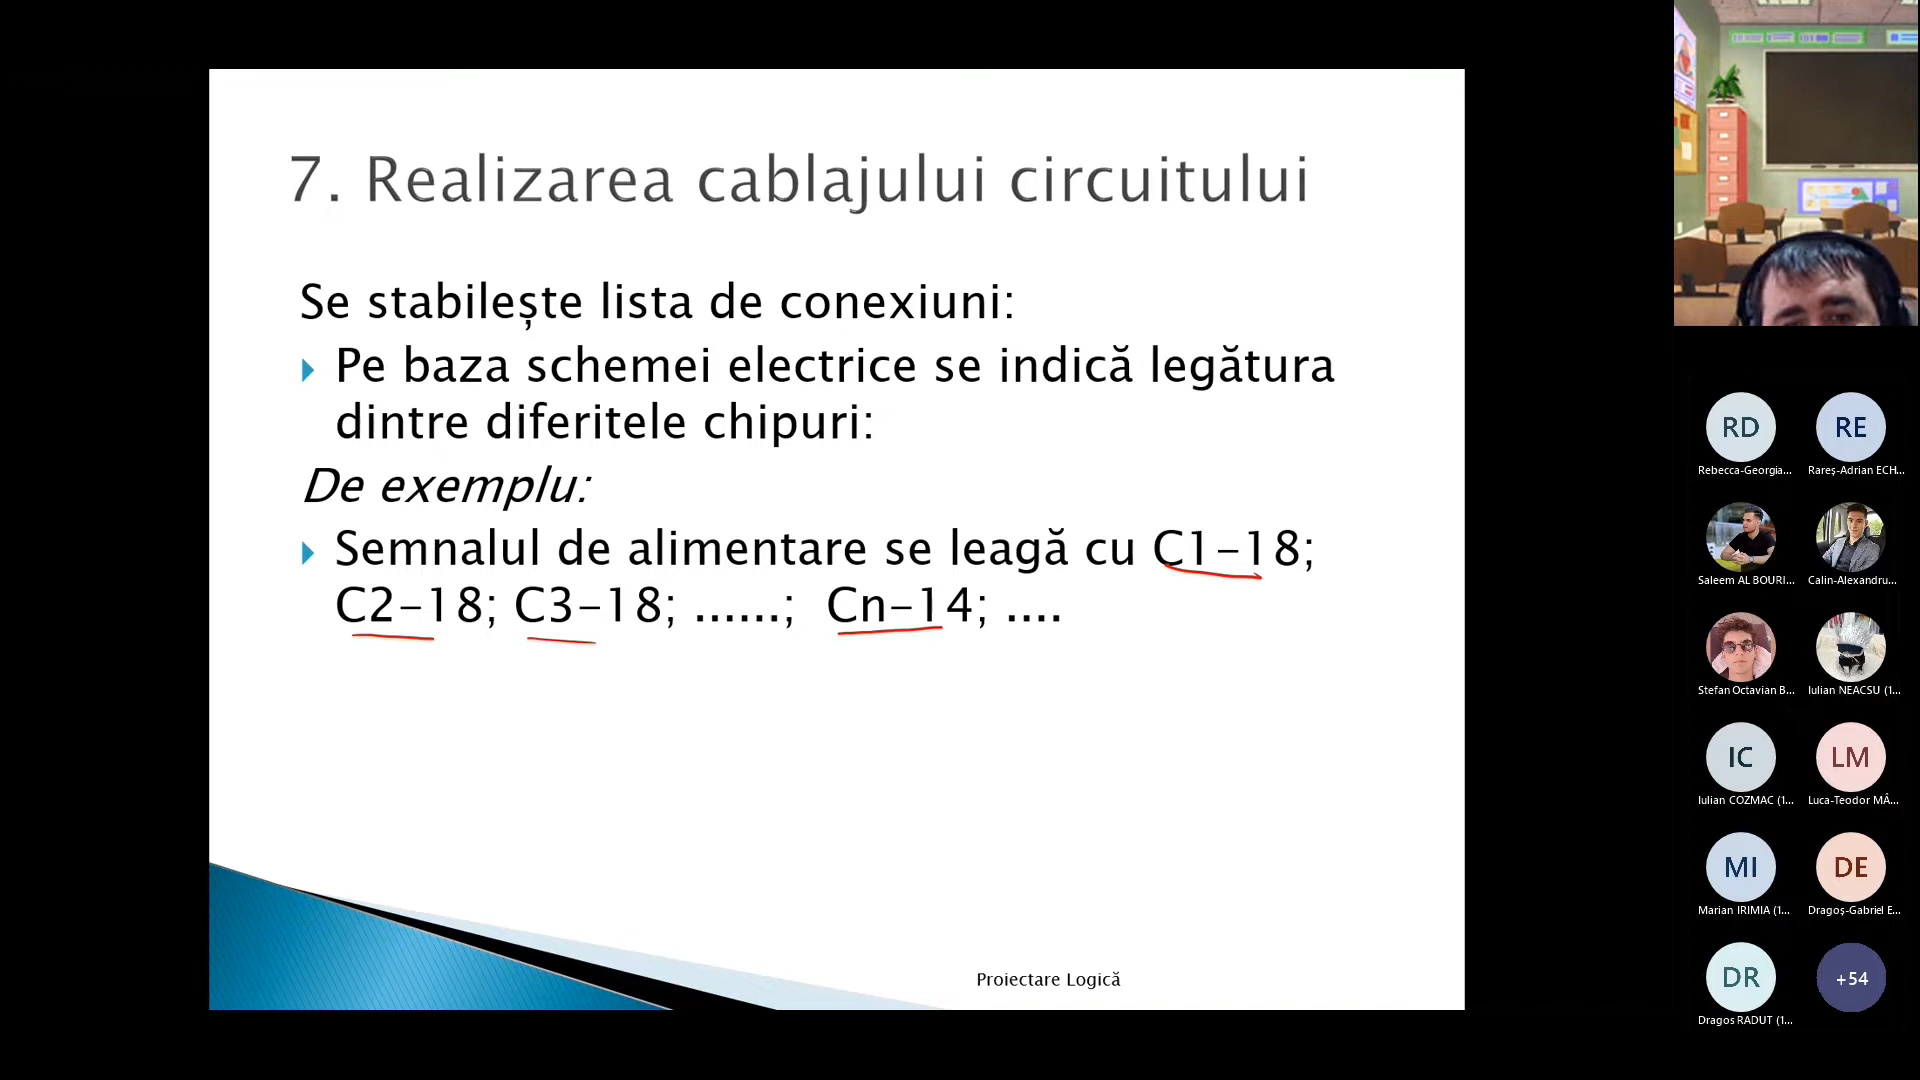 7. Realizarea cablajului circuitului
Se stabilește lista de conexiuni:
Pe baza schemei electrice se indică legătura
dintre diferitele chipuri:
De exemplu:
Semnalul de alimentare se leagă cu C1-18;
C2-18; C3-18; ......; Cn-14; ....
Proiectare Logică
RD
RE
Rebecca-Georgia...
Rareș-Adrian ECH...
Saleem AL BOURI...
Calin-Alexandru...
Stefan Octavian B...
Iulian NEACSU (1...
IC
LM
Iulian COZMAC (1...
Luca-Teodor MÂ...
MI
DE
Marian IRIMIA (1...
Dragoș-Gabriel E...
DR
+54
Dragos RADUT (1...